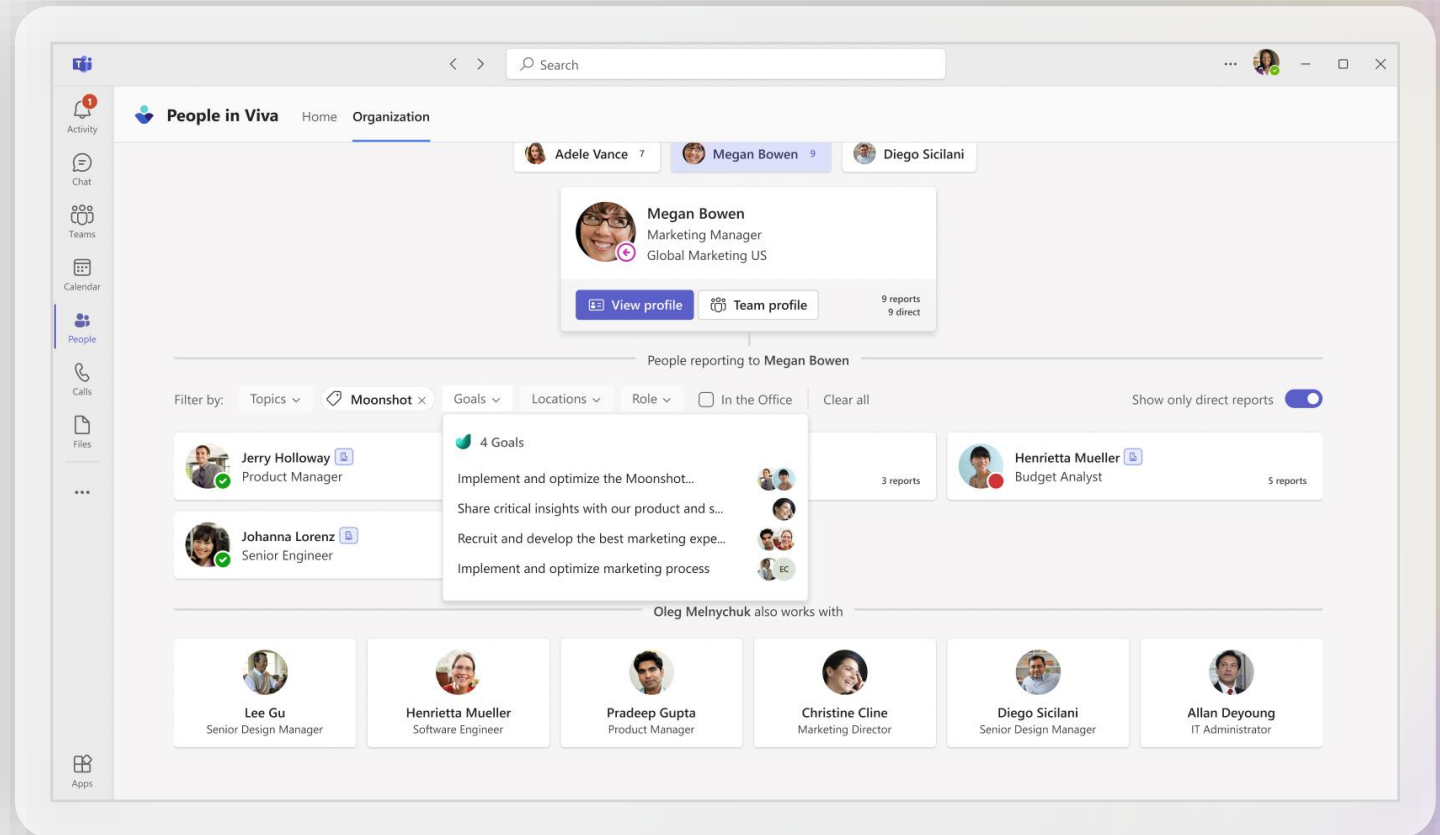 Search
1
Activity
Chat
Teams
Calendar
People
Calls
Files
Apps
People in Viva Home Organization
Adele Vance 7 Megan Bowen 9 Diego Sicilani
Megan Bowen
Marketing Manager
Global Marketing US
View profile Team profile 9 reports
9 direct
People reporting to Megan Bowen
Filter by: Topics Moonshot Goals Locations Role In the Office Clear all Show only direct reports
4 Goals
Implement and optimize the Moonshot...
Share critical insights with our product and s...
Recruit and develop the best marketing expe...
Implement and optimize marketing process EC
Jerry Holloway
Product Manager
3 reports
Henrietta Mueller
Budget Analyst
5 reports
Johanna Lorenz
Senior Engineer
Oleg Melnychuk also works with
Lee Gu
Senior Design Manager
Henrietta Mueller
Software Engineer
Pradeep Gupta
Product Manager
Christine Cline
Marketing Director
Diego Sicilani
Senior Design Manager
Allan Deyoung
IT Administrator